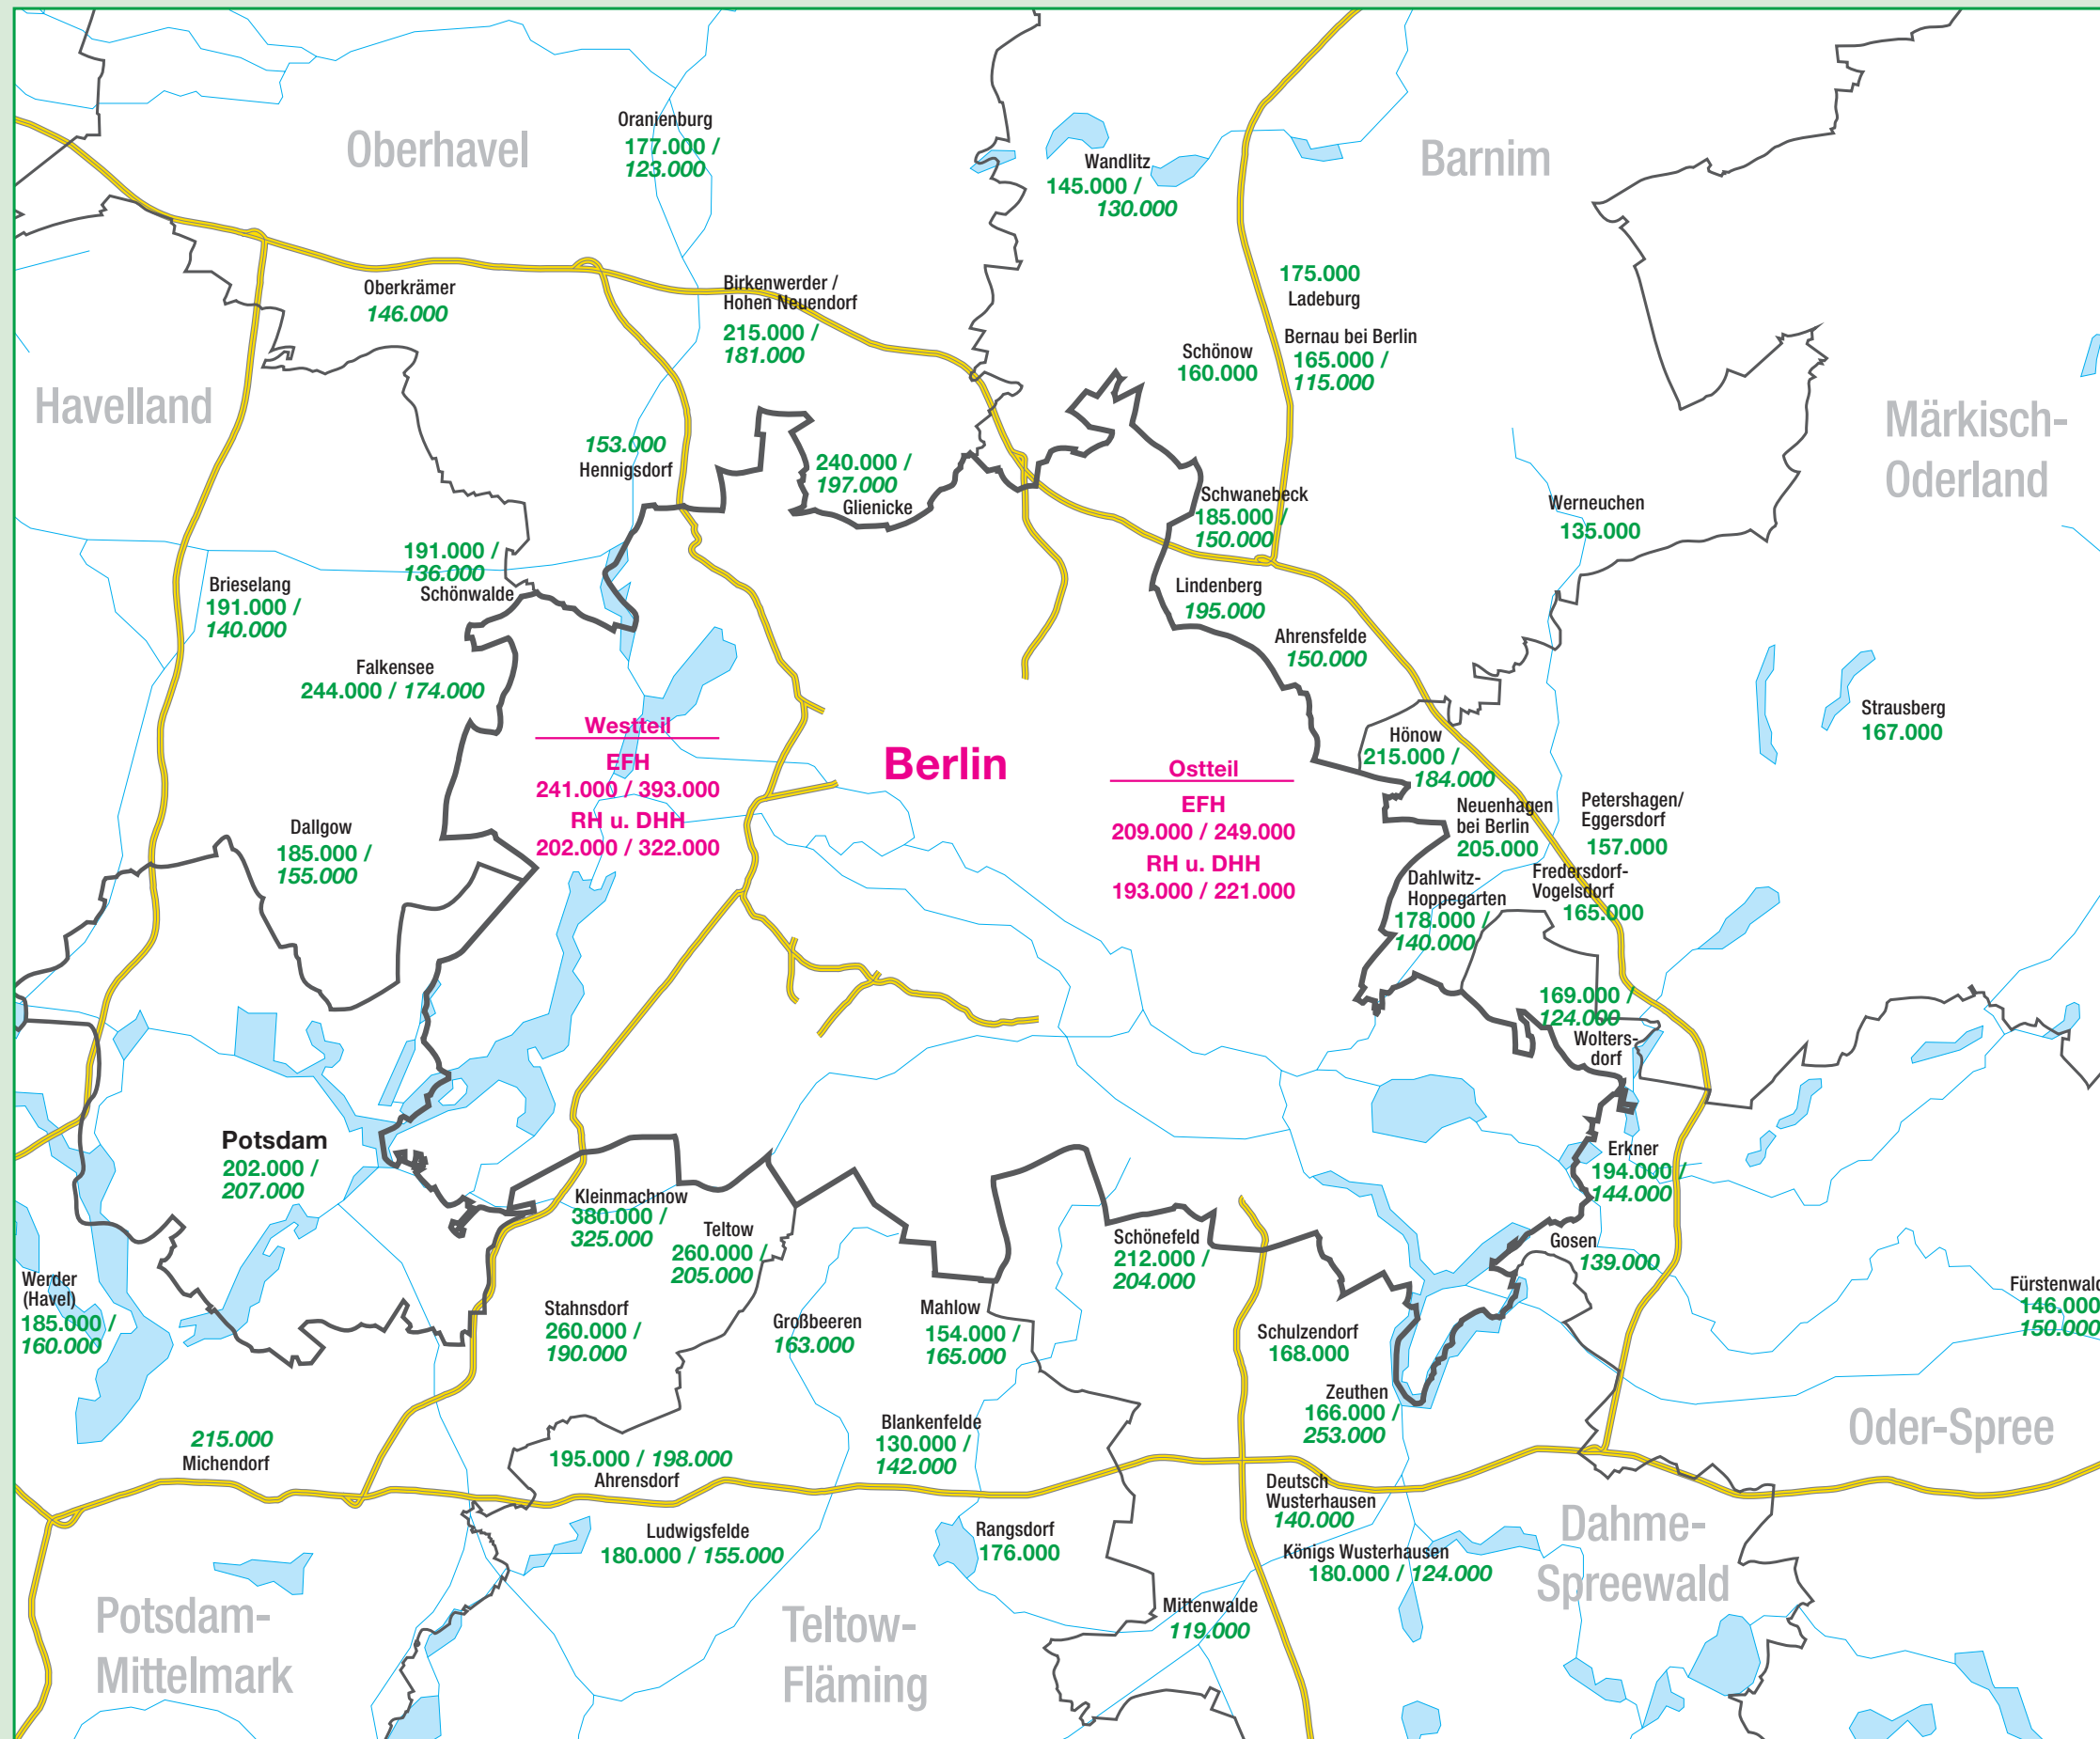 Oberhavel
Oranienburg
177.000 /
123.000
Wandlitz
145.000 /
130.000
Barnim
Oberkrämer
146.000
Birkenwerder /
Hohen Neuendorf
215.000 /
181.000
175.000
Ladeburg
Bernau bei Berlin
165.000 /
115.000
Schönow
160.000
Havelland
Märkisch-
Oderland
153.000
Hennigsdorf
240.000 /
197.000
Glienicke
Schwanebeck
185.000 /
150.000
Werneuchen
135.000
191.000 /
136.000
Schönwalde
Brieselang
191.000 /
140.000
Lindenberg
195.000
Ahrensfelde
150.000
Falkensee
244.000 / 174.000
Strausberg
167.000
Westteil
EFH
241.000 / 393.000
RH u. DHH
202.000 / 322.000
Berlin
Ostteil
EFH
209.000 / 249.000
RH u. DHH
193.000 / 221.000
Hönow
215.000 /
184.000
Neuenhagen
bei Berlin
205.000
Petershagen/
Eggersdorf
157.000
Dallgow
185.000 /
155.000
Dahlwitz-
Hoppegarten
178.000 /
140.000
Fredersdorf-
Vogelsdorf
165.000
169.000 /
124.000
Wolters-
dorf
Potsdam
202.000 /
207.000
Erkner
194.000 /
144.000
Kleinmachnow
380.000 /
325.000
Teltow
260.000 /
205.000
Schönefeld
212.000 /
204.000
Gosen
139.000
Werder
(Havel)
185.000 /
160.000
Fürstenwald
146.000
150.000
Stahnsdorf
260.000 /
190.000
Großbeeren
163.000
Mahlow
154.000 /
165.000
Schulzendorf
168.000
Zeuthen
166.000 /
253.000
Oder-Spree
215.000
Michendorf
195.000 / 198.000
Ahrensdorf
Blankenfelde
130.000 /
142.000
Deutsch
Wusterhausen
140.000
Ludwigsfelde
180.000 / 155.000
Rangsdorf
176.000
Königs Wusterhausen
180.000 / 124.000
Dahme-
Spreewald
Mittenwalde
119.000
Potsdam-
Mittelmark
Teltow-
Fläming